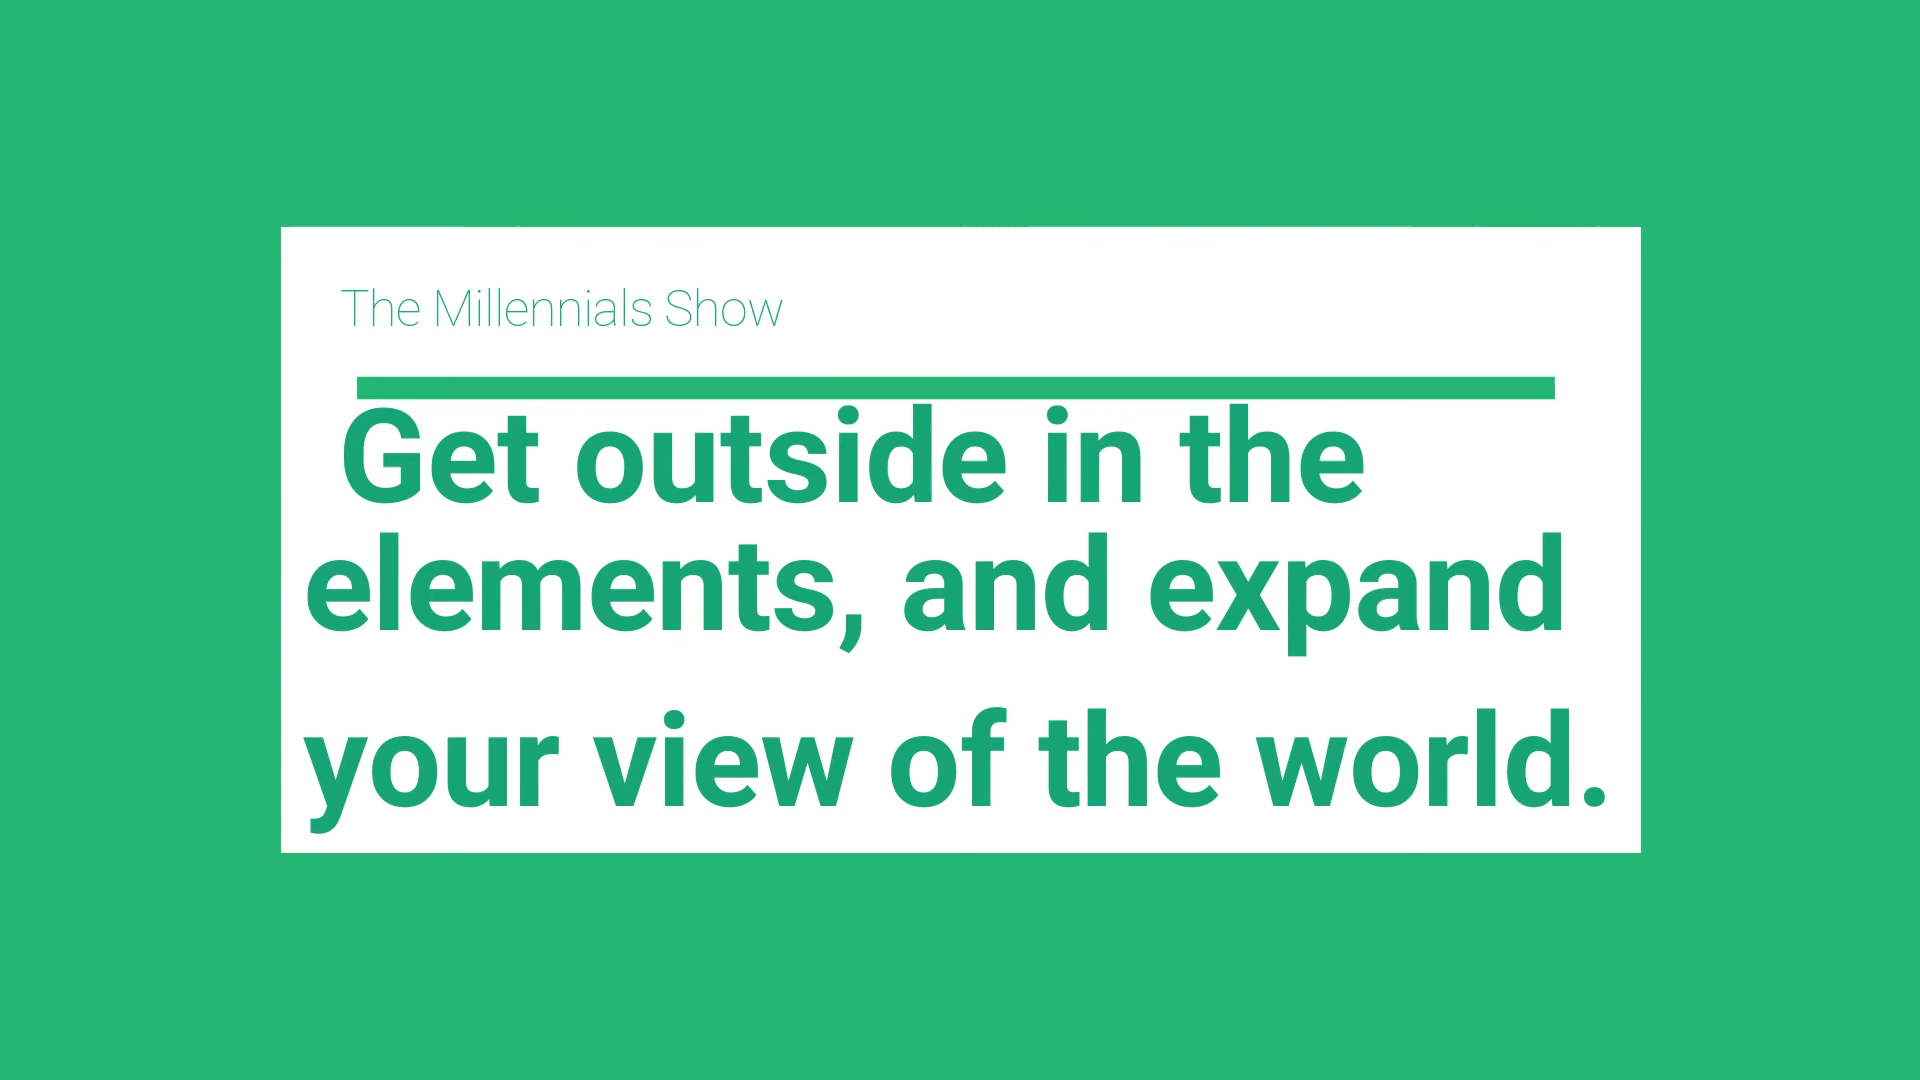 The Millennials Show
Get outside in the
elements, and expand
your view of the world.